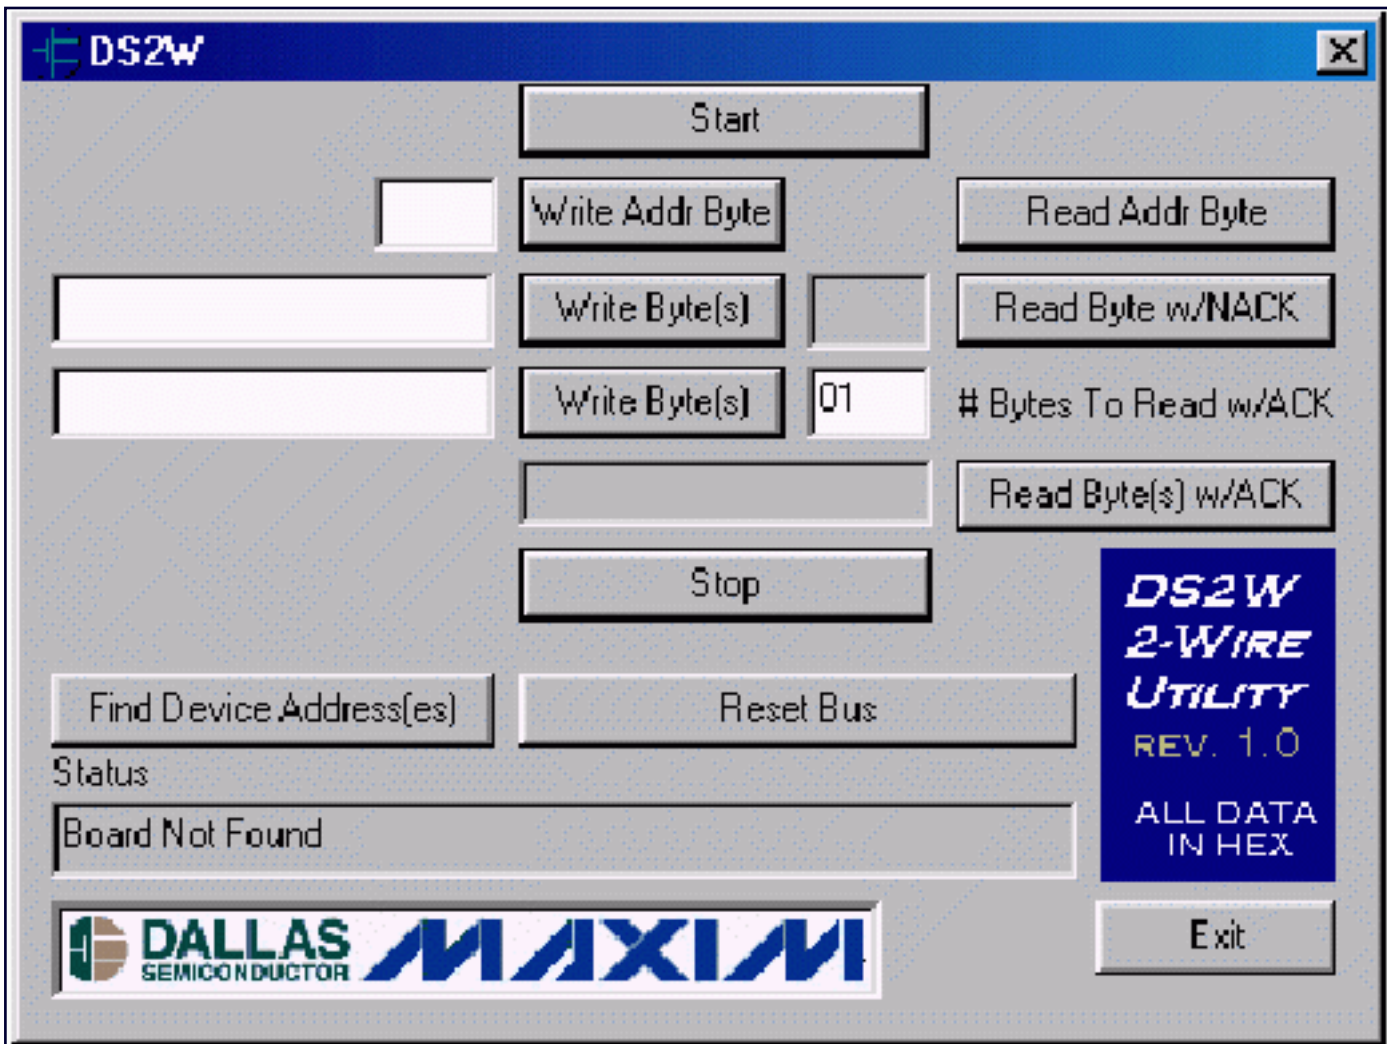 DS2W
Start
Write Addr Byte
Read Addr Byte
Write Byte(s)
Read Byte w/NACK
Write Byte(s)
01
# Bytes To Read w/ACK
Read Byte(s) w/ACK
Stop
DS2W
2-WIRE
UTILITY
REV. 1.0
ALL DATA
IN HEX
Find Device Address(es)
Reset Bus
Status
Board Not Found
DALLAS
SEMICONDUCTOR
MAXIM
Exit